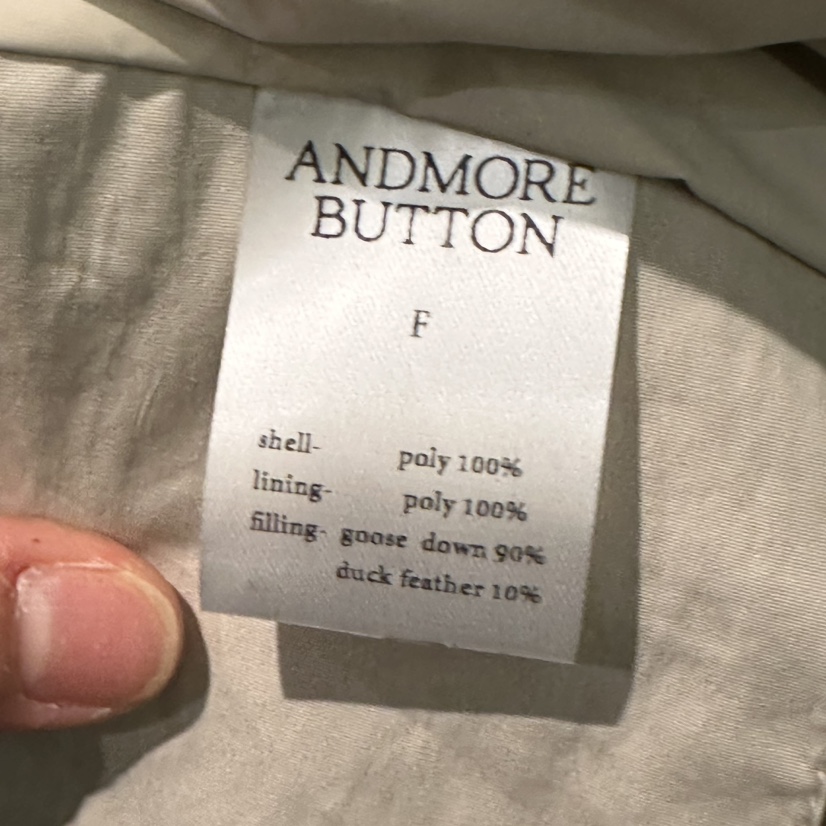 ANDMORE
BUTTON
F
shell- poly 100%
lining- poly 100%
filling- goose down 90%
duck feather 10%